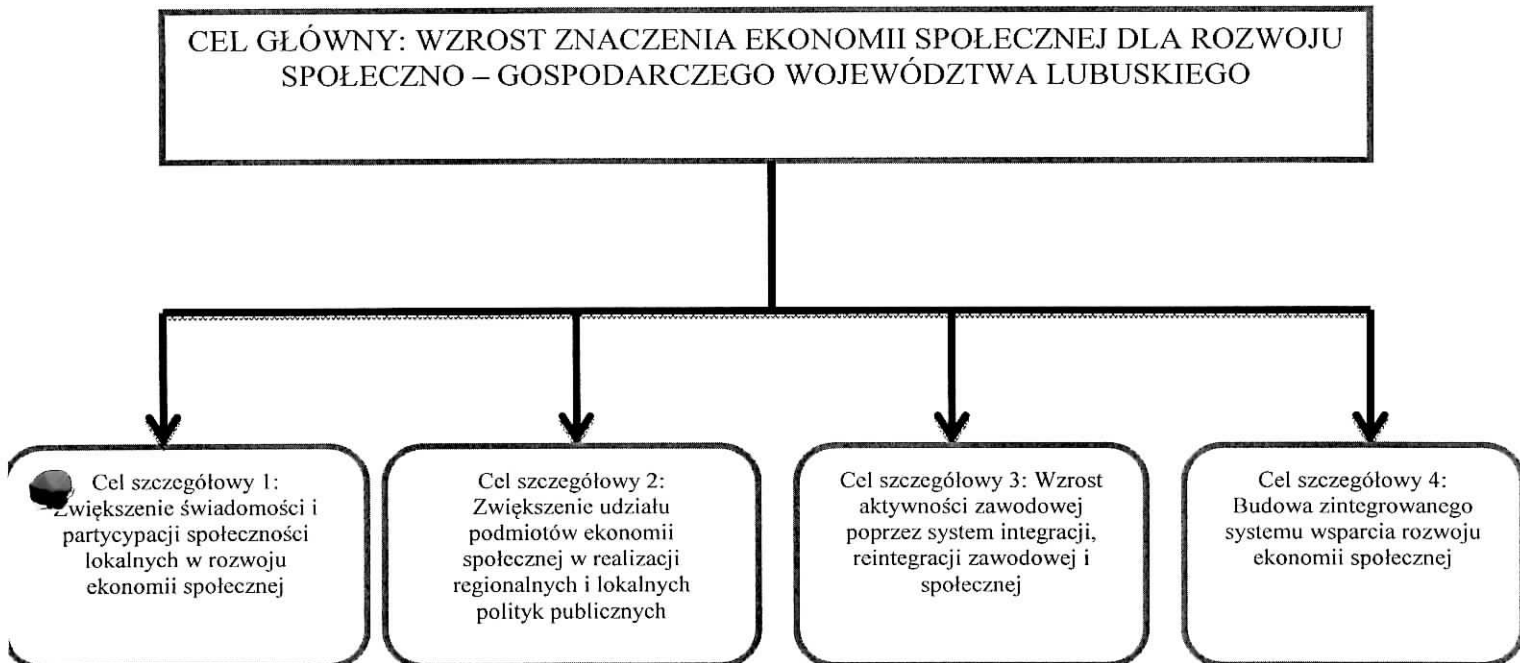 CEL GŁÓWNY: WZROST ZNACZENIA EKONOMII SPOŁECZNEJ DLA ROZWOJU
SPOŁECZNO – GOSPODARCZEGO WOJEWÓDZTWA LUBUSKIEGO
Cel szczegółowy 1:
Zwiększenie świadomości i
partycypacji społeczności
lokalnych w rozwoju
ekonomii społecznej
Cel szczegółowy 2:
Zwiększenie udziału
podmiotów ekonomii
społecznej w realizacji
regionalnych i lokalnych
polityk publicznych
Cel szczegółowy 3: Wzrost
aktywności zawodowej
poprzez system integracji,
reintegracji zawodowej i
społecznej
Cel szczegółowy 4:
Budowa zintegrowanego
systemu wsparcia rozwoju
ekonomii społecznej